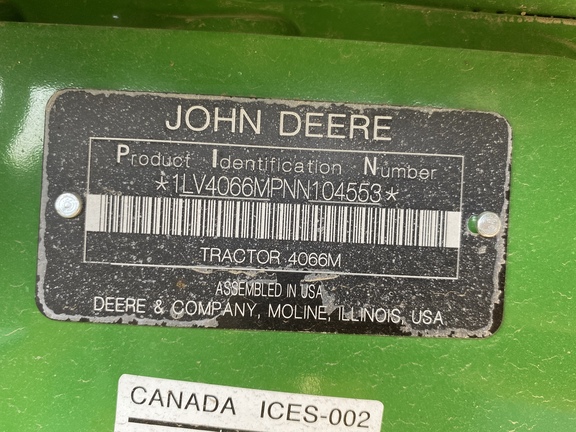 JOHN DEERE
Product Identification Number
*1LV4066MPNN104553*
TRACTOR 4066M
ASSEMBLED IN USA
DEERE & COMPANY, MOLINE, ILLINOIS, USA
CANADA ICES-002